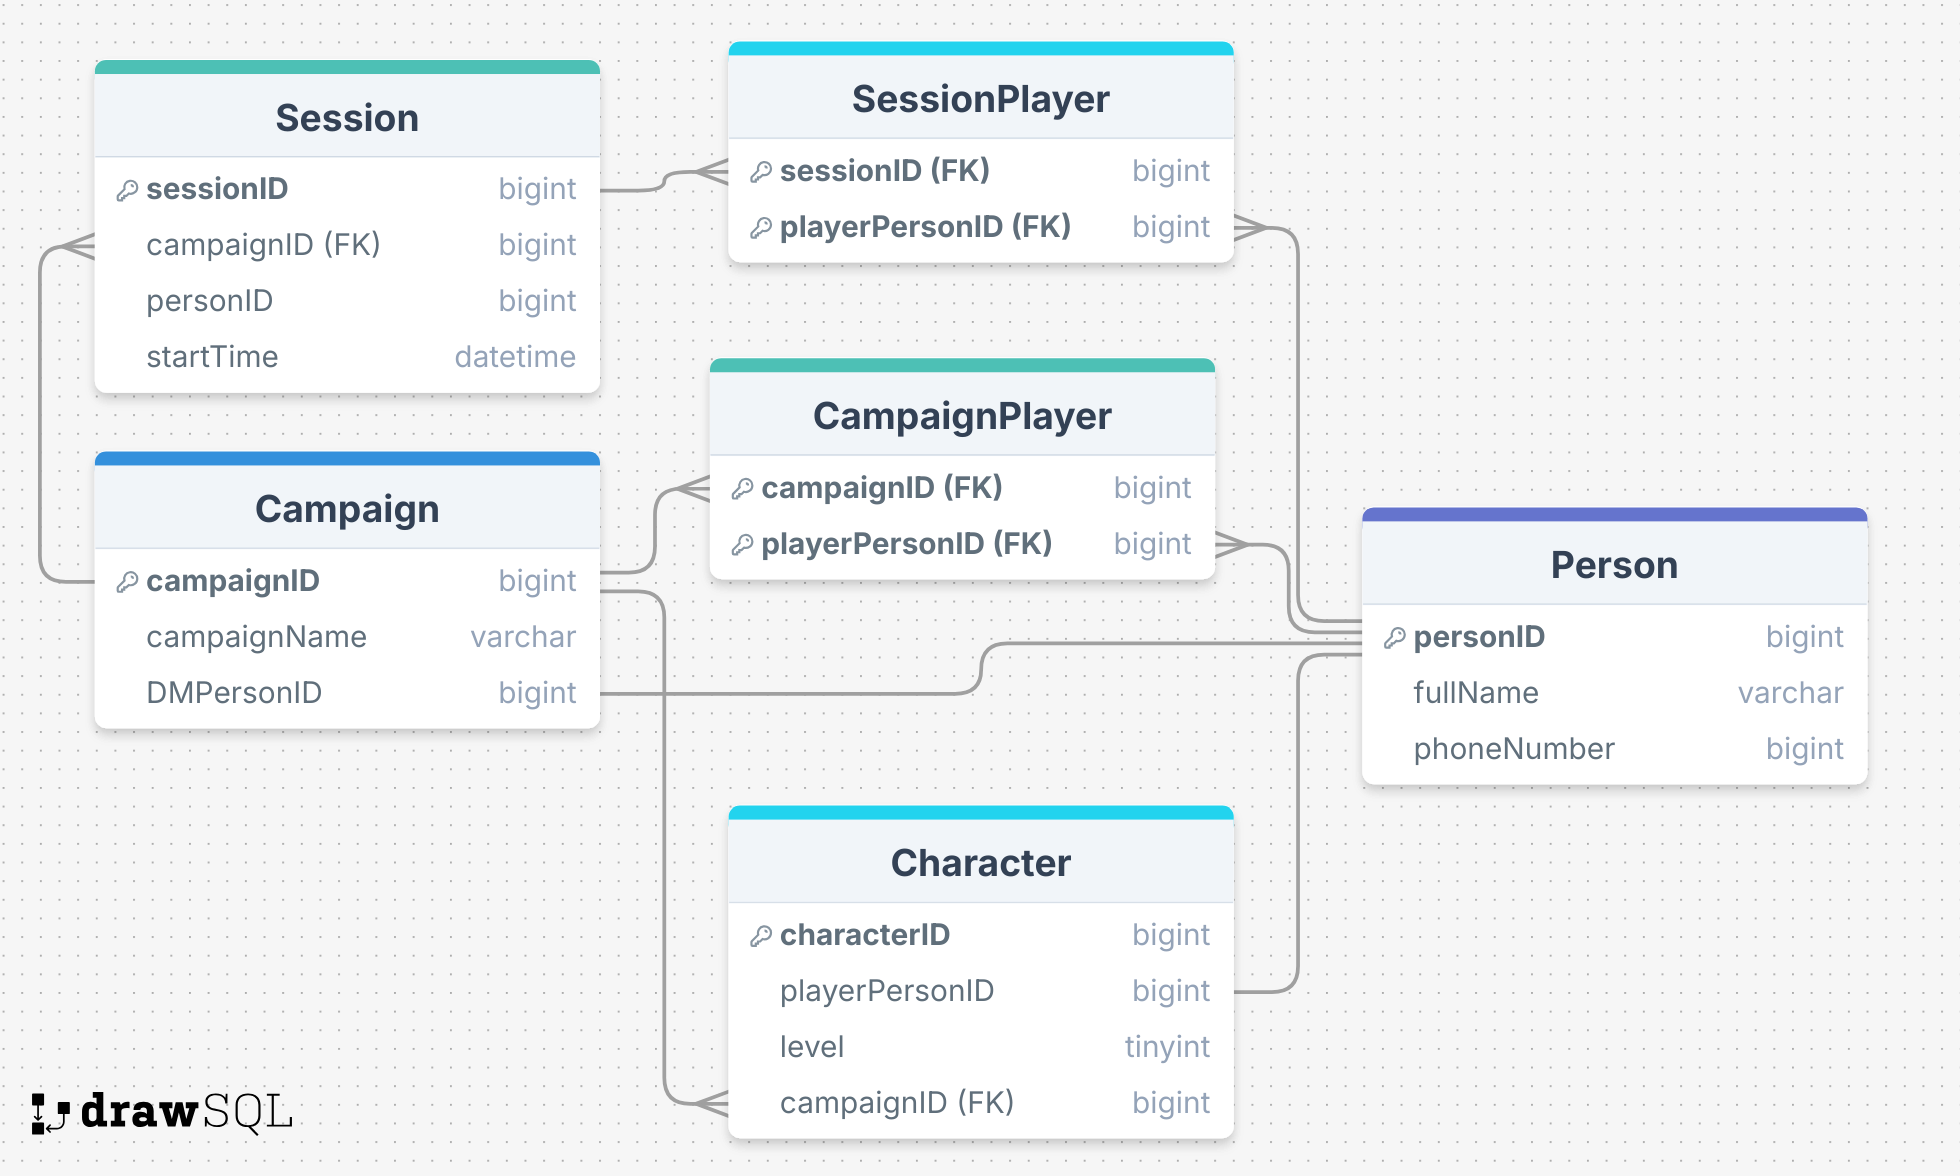 Session
sessionID bigint
campaignID (FK) bigint
personID bigint
startTime datetime
SessionPlayer
sessionID (FK) bigint
playerPersonID (FK) bigint
CampaignPlayer
campaignID (FK) bigint
playerPersonID (FK) bigint
Campaign
campaignID bigint
campaignName varchar
DMPersonID bigint
Person
personID bigint
fullName varchar
phoneNumber bigint
Character
characterID bigint
playerPersonID bigint
level tinyint
campaignID (FK) bigint
drawSQL